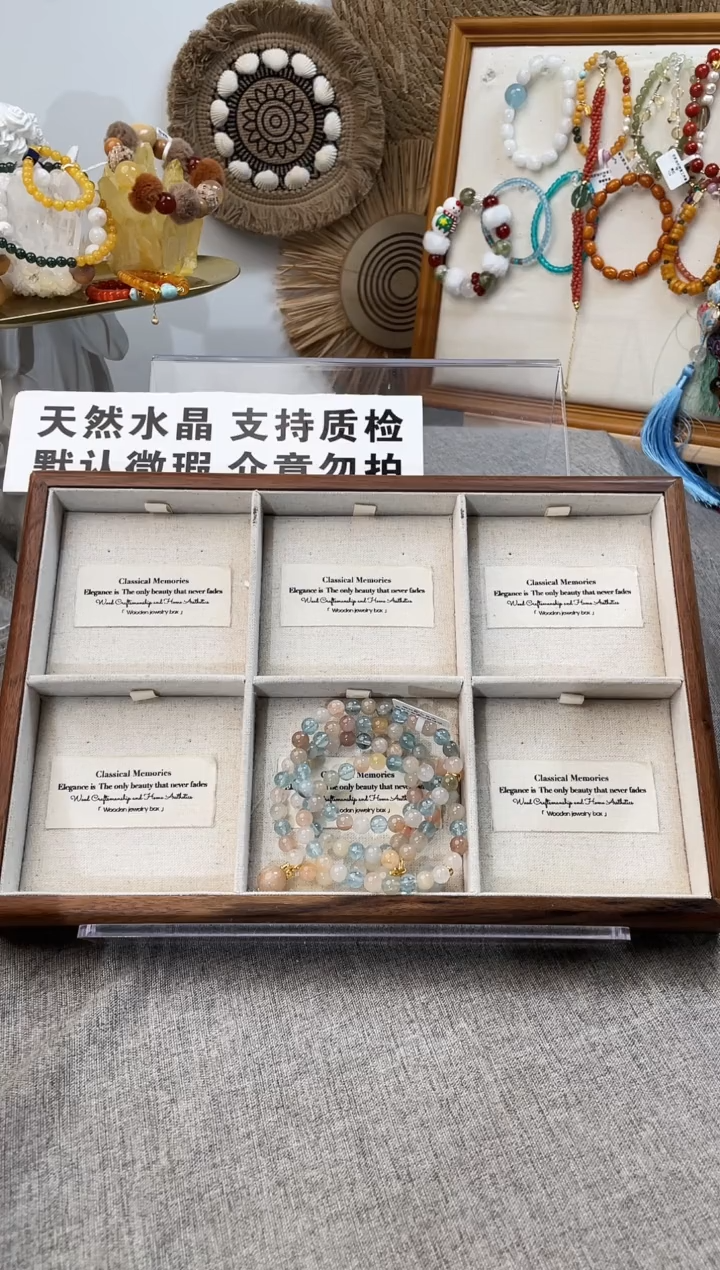 天然水晶 支持质检
默认微瑕 介意勿拍
Classical Memories
Elegance is The only beauty that never fades
Wood Craftsmanship and Home Aesthetics
「 Wooden jewelry box 」
Classical Memories
Elegance is The only beauty that never fades
Wood Craftsmanship and Home Aesthetics
「 Wooden jewelry box 」
Classical Memories
Elegance is The only beauty that never fades
Wood Craftsmanship and Home Aesthetics
「 Wooden jewelry box 」
Classical Memories
Elegance is The only beauty that never fades
Wood Craftsmanship and Home Aesthetics
「 Wooden jewelry box 」
Memories
Wooden jewelry box 」
Classical Memories
Elegance is The only beauty that never fades
Wood Craftsmanship and Home Aesthetics
「 Wooden jewelry box 」